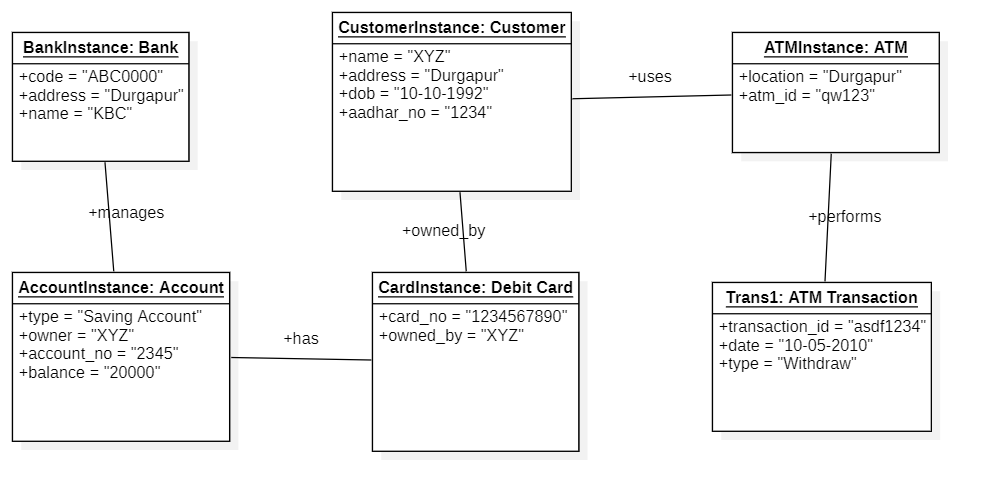 BankInstance: Bank
+code = "ABC0000"
+address = "Durgapur"
+name = "KBC"
CustomerInstance: Customer
+name = "XYZ"
+address = "Durgapur"
+dob = "10-10-1992"
+aadhar_no = "1234"
+uses
ATMInstance: ATM
+location = "Durgapur"
+atm_id = "qw123"
+manages
+owned_by
+performs
AccountInstance: Account
+type = "Saving Account"
+owner = "XYZ"
+account_no = "2345"
+balance = "20000"
+has
CardInstance: Debit Card
+card_no = "1234567890"
+owned_by = "XYZ"
Trans1: ATM Transaction
+transaction_id = "asdf1234"
+date = "10-05-2010"
+type = "Withdraw"